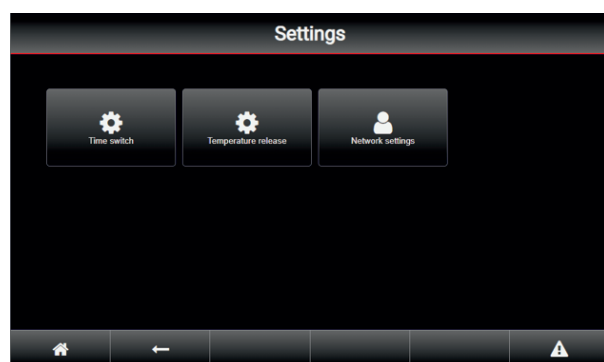 Settings
Time switch
Temperature release
Network settings